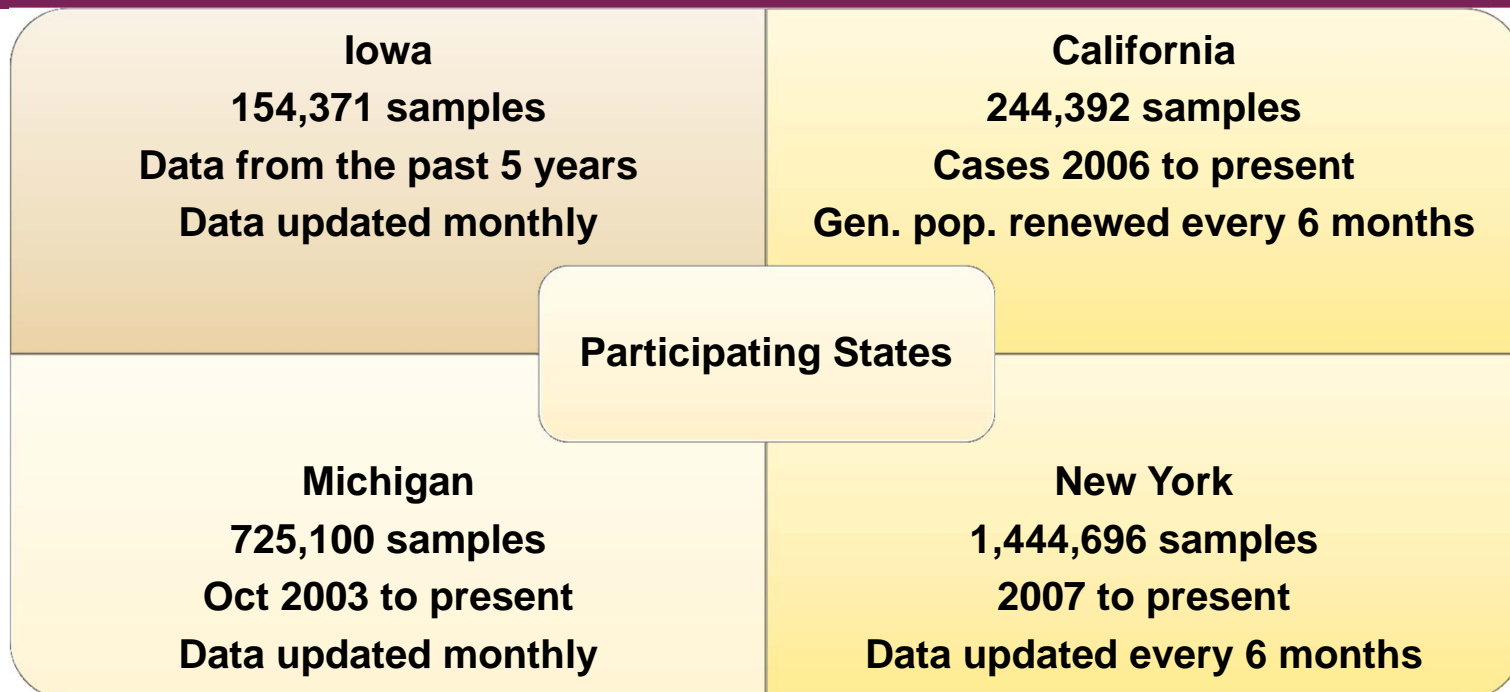 Iowa
154,371 samples
Data from the past 5 years
Data updated monthly
California
244,392 samples
Cases 2006 to present
Gen. pop. renewed every 6 months
Participating States
Michigan
725,100 samples
Oct 2003 to present
Data updated monthly
New York
1,444,696 samples
2007 to present
Data updated every 6 months